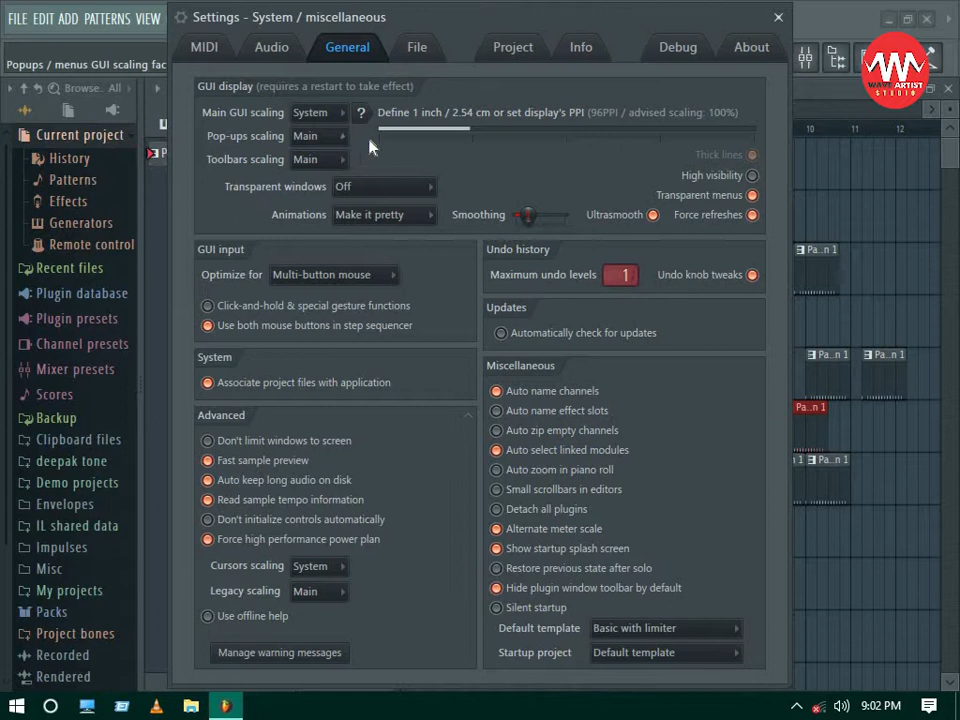 FILE EDIT ADD PATTERNS VIEW
Settings - System / miscellaneous
MIDI Audio General File Project Info Debug About
Popups / menus GUI scaling fac
Browse.. All
Current project
History
Patterns
Effects
Generators
Remote control
Recent files
Plugin database
Plugin presets
Channel presets
Mixer presets
Scores
Backup
Clipboard files
deepak tone
Demo projects
Envelopes
IL shared data
Impulses
Misc
My projects
Packs
Project bones
Recorded
Rendered
GUI display (requires a restart to take effect)
Main GUI scaling System ? Define 1 inch / 2.54 cm or set display's PPI (96PPI / advised scaling: 100%)
Pop-ups scaling Main
Toolbars scaling Main
Thick lines
High visibility
Transparent windows Off Transparent menus
Animations Make it pretty Smoothing Ultrasmooth Force refreshes
GUI input
Optimize for Multi-button mouse
Click-and-hold & special gesture functions
Use both mouse buttons in step sequencer
System
Associate project files with application
Advanced
Don't limit windows to screen
Fast sample preview
Auto keep long audio on disk
Read sample tempo information
Don't initialize controls automatically
Force high performance power plan
Cursors scaling System
Legacy scaling Main
Use offline help
Manage warning messages
Undo history
Maximum undo levels 1 Undo knob tweaks
Updates
Automatically check for updates
Miscellaneous
Auto name channels
Auto name effect slots
Auto zip empty channels
Auto select linked modules
Auto zoom in piano roll
Small scrollbars in editors
Detach all plugins
Alternate meter scale
Show startup splash screen
Restore previous state after solo
Hide plugin window toolbar by default
Silent startup
Default template Basic with limiter
Startup project Default template
WAVE ARTIST
STUDIO
10 11 12
Pa..n 1
Pa..n 1 Pa..n 1
Pa..n 1
n 1 Pa..n 1
9:02 PM